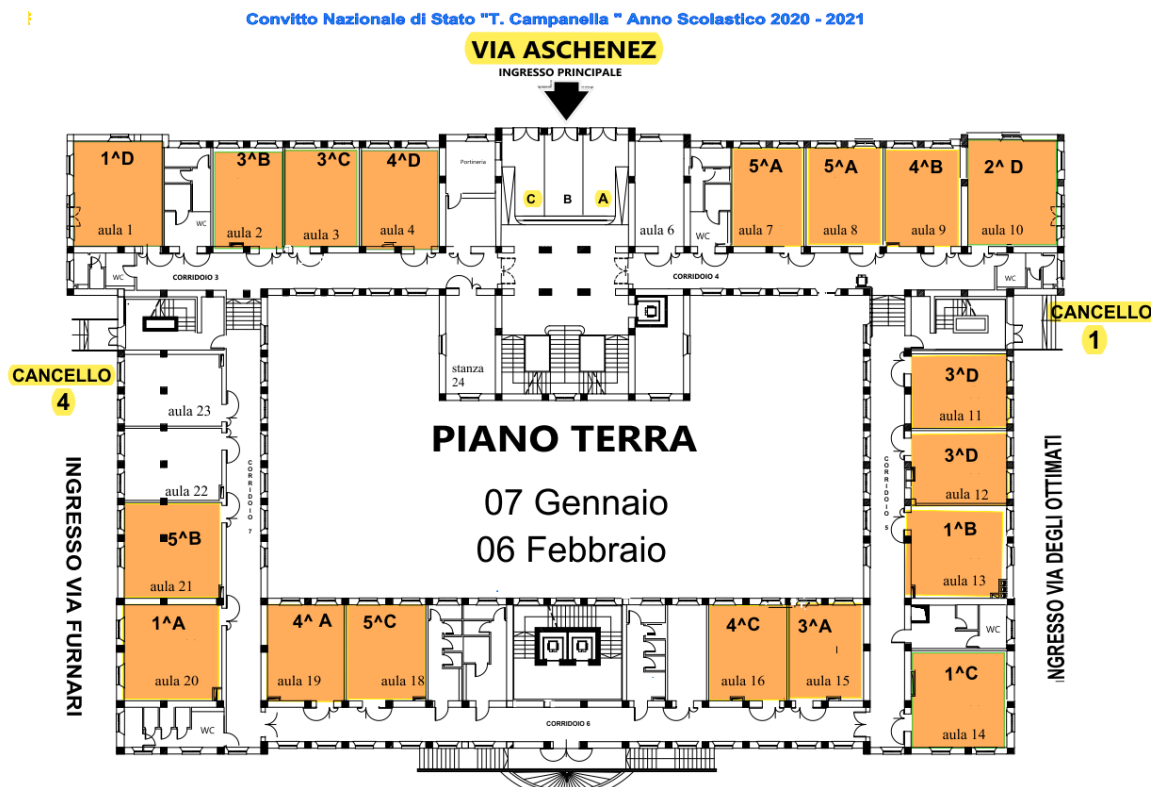 Convitto Nazionale di Stato "T. Campanella " Anno Scolastico 2020 - 2021
VIA ASCHENEZ
INGRESSO PRINCIPALE
1^D
aula 1
WC
3^B
aula 2
3^C
aula 3
4^D
aula 4
Portineria
C
B
A
aula 6
WC
5^A
aula 7
5^A
aula 8
4^B
aula 9
2^ D
aula 10
WC
CORRIDOIO 3
CORRIDOIO 4
WC
CANCELLO
4
CANCELLO
1
stanza
24
aula 23
aula 22
5^B
aula 21
1^A
aula 20
WC
INGRESSO VIA FURNARI
CORRIDOIO 7
PIANO TERRA
07 Gennaio
06 Febbraio
CORRIDOIO 5
3^D
aula 11
3^D
aula 12
1^B
aula 13
WC
1^C
aula 14
INGRESSO VIA DEGLI OTTIMATI
4^ A
aula 19
5^C
aula 18
4^C
aula 16
3^A
aula 15
CORRIDOIO 6